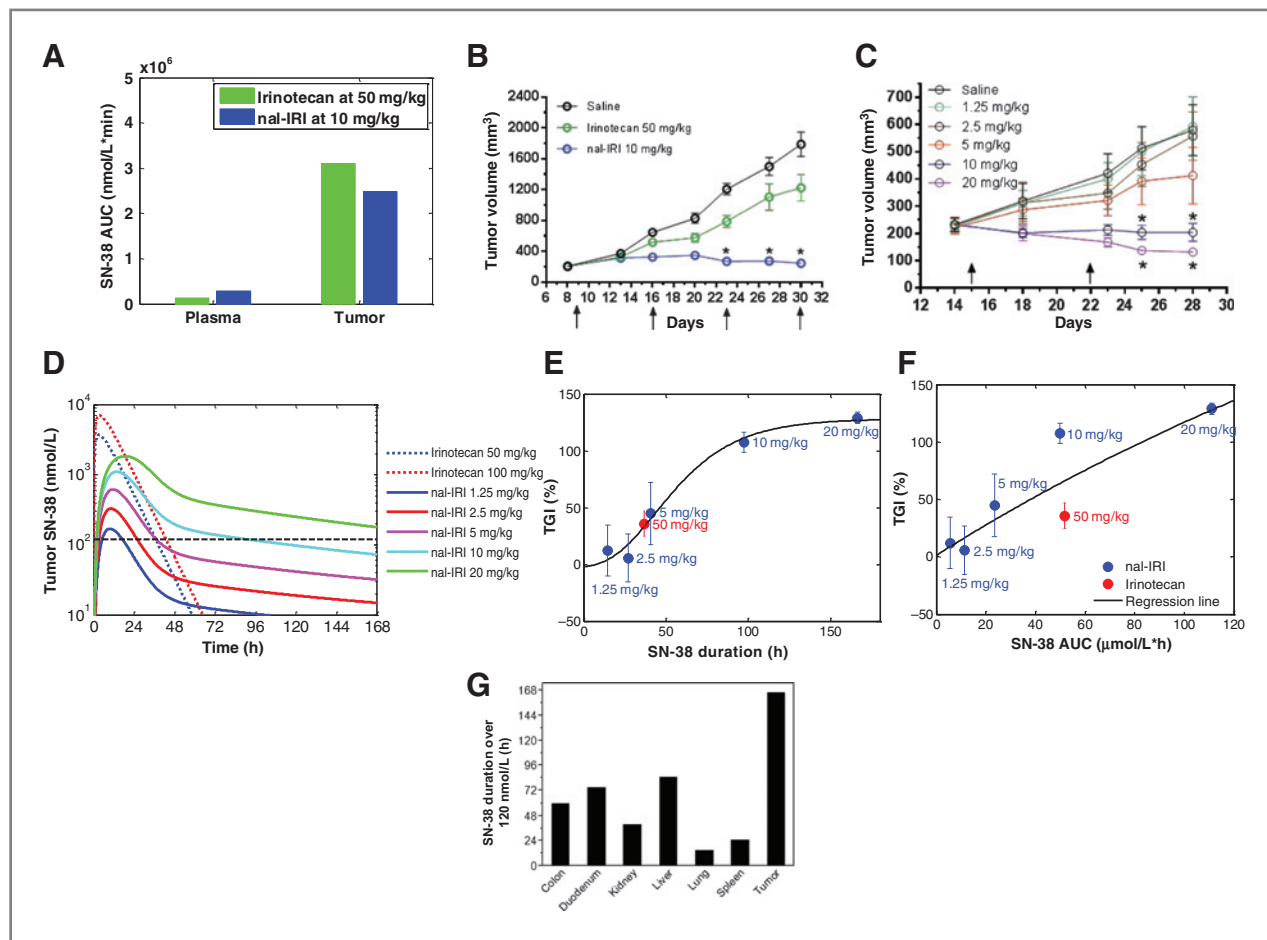 A
x10⁶
5
4
3
2
1
0
SN-38 AUC (nmol/L*min)
Irinotecan at 50 mg/kg
nal-IRI at 10 mg/kg
Plasma
Tumor
B
2400
2000
1600
1200
800
400
0
Tumor volume (mm³)
Saline
Irinotecan 50 mg/kg
nal-IRI 10 mg/kg
* * *
6 8 10 12 14 16 18 20 22 24 26 28 30 32
Days
C
700
600
500
400
300
200
100
0
Tumor volume (mm³)
Saline
1.25 mg/kg
2.5 mg/kg
5 mg/kg
10 mg/kg
20 mg/kg
* *
* *
12 14 16 18 20 22 24 26 28 30
Days
D
10⁴
10³
10²
10¹
Tumor SN-38 (nmol/L)
0 24 48 72 96 120 144 168
Time (h)
Irinotecan 50 mg/kg
Irinotecan 100 mg/kg
nal-IRI 1.25 mg/kg
nal-IRI 2.5 mg/kg
nal-IRI 5 mg/kg
nal-IRI 10 mg/kg
nal-IRI 20 mg/kg
E
150
100
50
0
−50
TGI (%)
20 mg/kg
10 mg/kg
5 mg/kg
50 mg/kg
2.5 mg/kg
1.25 mg/kg
0 50 100 150
SN-38 duration (h)
F
150
100
50
0
−50
TGI (%)
10 mg/kg
20 mg/kg
5 mg/kg
50 mg/kg
2.5 mg/kg
1.25 mg/kg
nal-IRI
Irinotecan
Regression line
0 20 40 60 80 100 120
SN-38 AUC (μmol/L*h)
G
168
144
120
96
72
48
24
0
SN-38 duration over
120 nmol/L (h)
Colon
Duodenum
Kidney
Liver
Lung
Spleen
Tumor